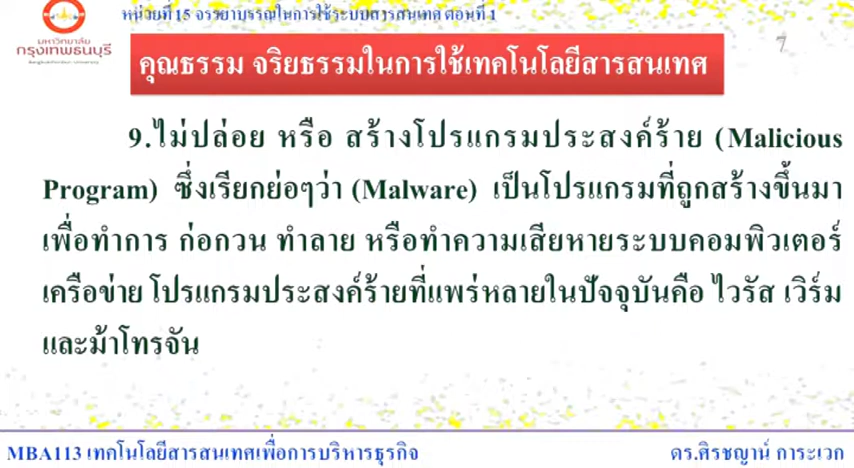 หน่วยที่ 15 จรรยาบรรณในการใช้ระบบสารสนเทศ ตอนที่ 1
มหาวิทยาลัย
กรุงเทพธนบุรี
7
คุณธรรม จริยธรรมในการใช้เทคโนโลยีสารสนเทศ
9.ไม่ปล่อย หรือ สร้างโปรแกรมประสงค์ร้าย (Malicious
Program) ซึ่งเรียกย่อๆว่า (Malware) เป็นโปรแกรมที่ถูกสร้างขึ้นมา
เพื่อทำการ ก่อกวน ทำลาย หรือทำความเสียหายระบบคอมพิวเตอร์
เครือข่าย โปรแกรมประสงค์ร้ายที่แพร่หลายในปัจจุบันคือ ไวรัส เวิร์ม
และม้าโทรจัน
MBA113 เทคโนโลยีสารสนเทศเพื่อการบริหารธุรกิจ
ดร.ศิรชญาน์ การะเวก